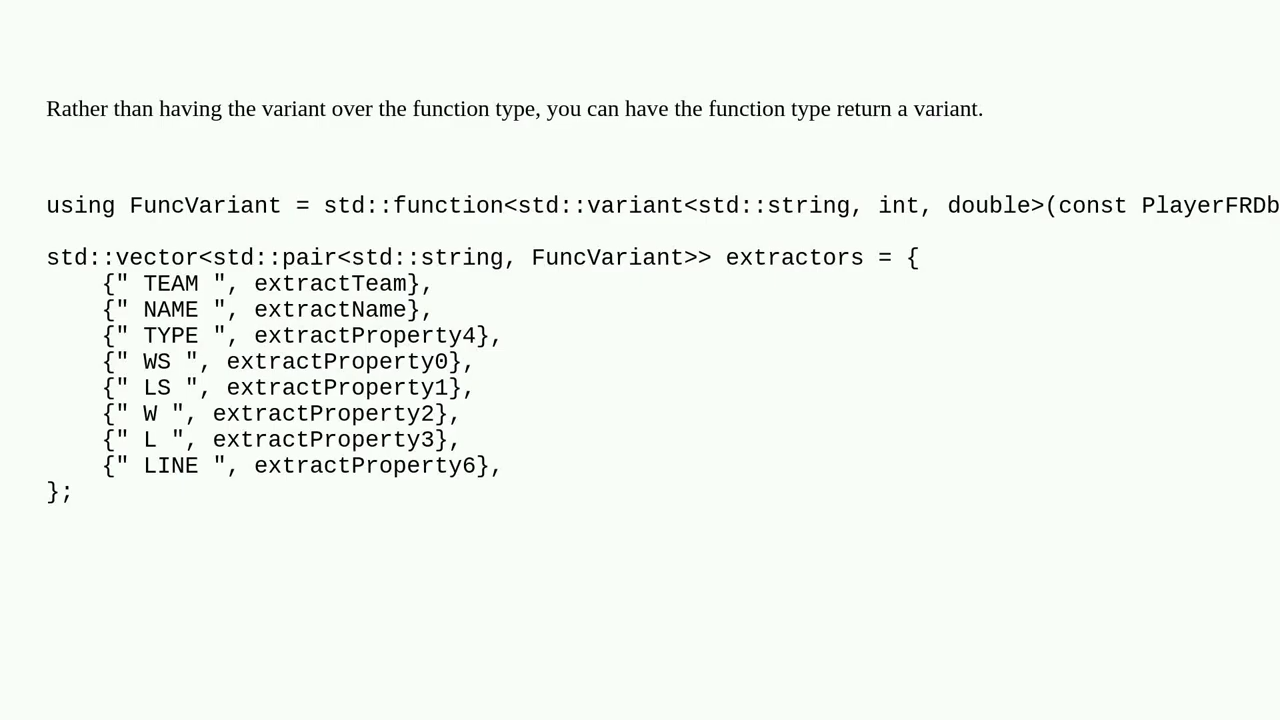 Rather than having the variant over the function type, you can have the function type return a variant.
using FuncVariant = std::function<std::variant<std::string, int, double>(const PlayerFRDb
std::vector<std::pair<std::string, FuncVariant>> extractors = {
    {" TEAM ", extractTeam},
    {" NAME ", extractName},
    {" TYPE ", extractProperty4},
    {" WS ", extractProperty0},
    {" LS ", extractProperty1},
    {" W ", extractProperty2},
    {" L ", extractProperty3},
    {" LINE ", extractProperty6},
};